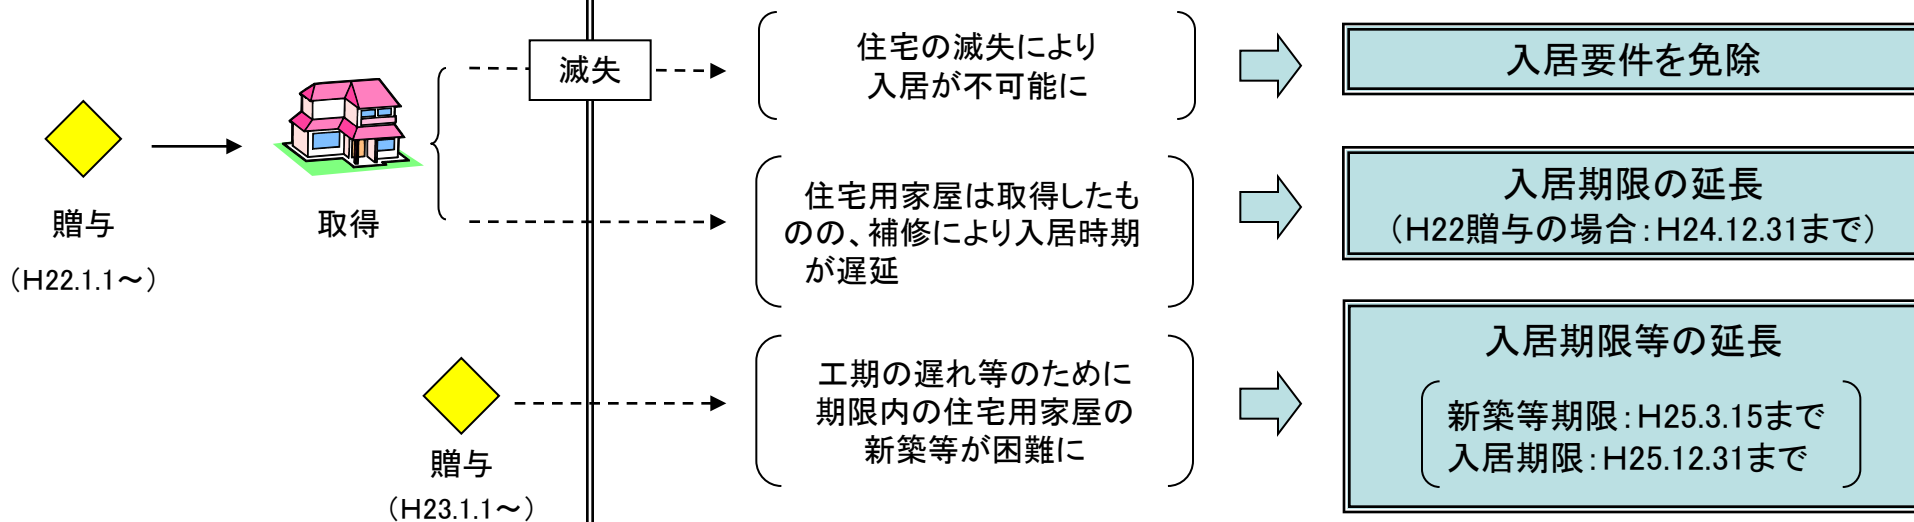 贈与
(H22.1.1～)
取得
滅失
住宅の滅失により
入居が不可能に
入居要件を免除
住宅用家屋は取得したも
のの、補修により入居時期
が遅延
入居期限の延長
(H22贈与の場合:H24.12.31まで)
贈与
(H23.1.1～)
工期の遅れ等のために
期限内の住宅用家屋の
新築等が困難に
入居期限等の延長
新築等期限:H25.3.15まで
入居期限:H25.12.31まで